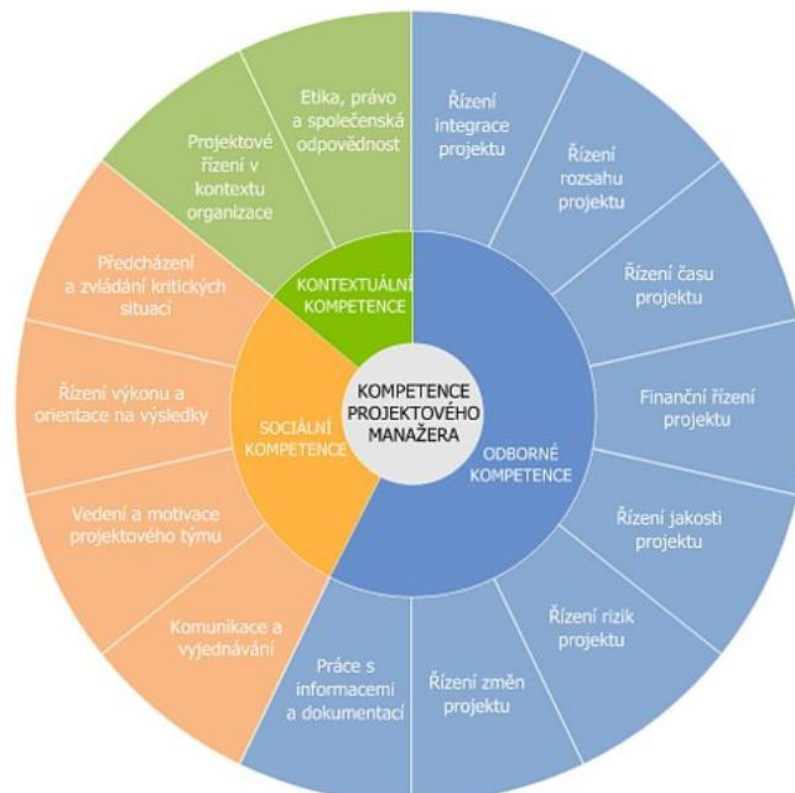 Etika, právo
a společenská
odpovědnost
Řízení
integrace
projektu
Řízení
rozsahu
projektu
Řízení času
projektu
Finanční řízení
projektu
Řízení jakosti
projektu
Řízení rizik
projektu
Řízení změn
projektu
Práce s
informacemi
a dokumentací
Komunikace a
vyjednávání
Vedení a motivace
projektového týmu
Řízení výkonu a
orientace na výsledky
Předcházení
a zvládání kritických
situací
Projektové
řízení v
kontextu
organizace
KONTEXTUÁLNÍ
KOMPETENCE
SOCIÁLNÍ
KOMPETENCE
ODBORNÉ
KOMPETENCE
KOMPETENCE
PROJEKTOVÉHO
MANAŽERA